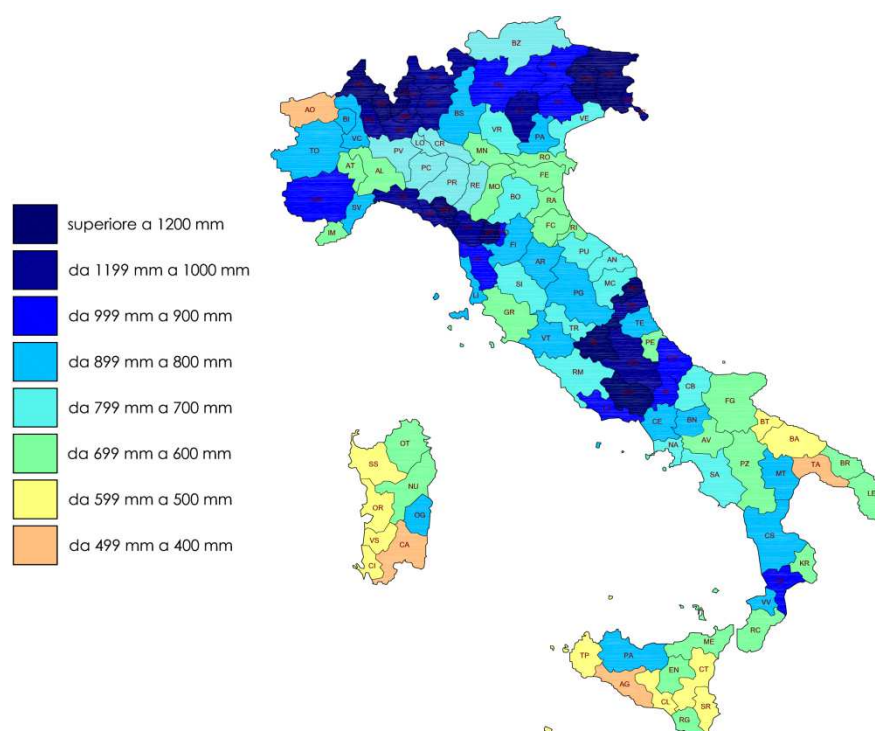 superiore a 1200 mm
da 1199 mm a 1000 mm
da 999 mm a 900 mm
da 899 mm a 800 mm
da 799 mm a 700 mm
da 699 mm a 600 mm
da 599 mm a 500 mm
da 499 mm a 400 mm
BZ
AO
BI
BS
VR
VE
PA
VC
TO
PV
LO
CR
MN
RO
AT
AL
PC
PR
RE
MO
FE
BO
RA
SV
IM
FC
RI
FI
AR
PU
AN
SI
PG
MC
LI
GR
TR
TE
VT
PE
RM
CB
FG
CE
BN
BT
BA
NA
AV
SA
PZ
MT
TA
BR
LE
OT
SS
NU
OR
OG
VS
CA
CI
CS
KR
VV
RC
ME
TP
PA
EN
CT
AG
CL
SR
RG